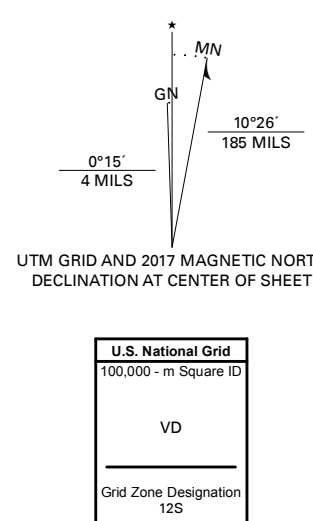 MN
GN
10°26´
185 MILS
0°15´
4 MILS
UTM GRID AND 2017 MAGNETIC NORT
DECLINATION AT CENTER OF SHEET
U.S. National Grid
100,000 - m Square ID
VD
Grid Zone Designation
12S